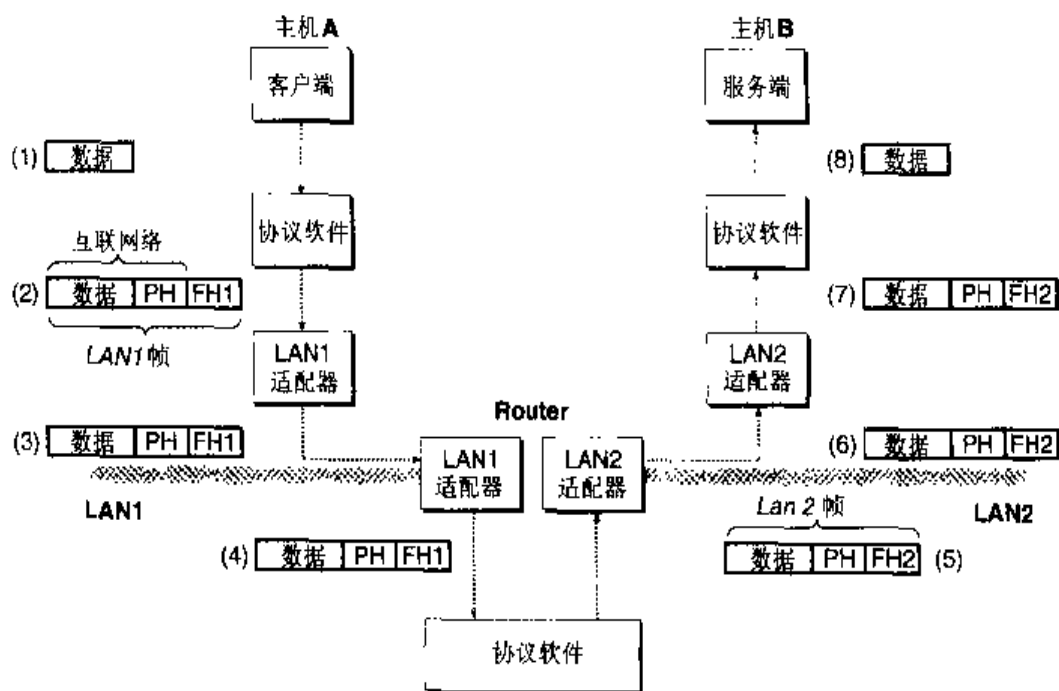 主机A
主机B
客户端
服务端
(1) 数据
(8) 数据
协议软件
协议软件
互联网络
(2) 数据 PH FH1
(7) 数据 PH FH2
LAN1 帧
LAN1
适配器
LAN2
适配器
Router
(3) 数据 PH FH1
(6) 数据 PH FH2
LAN1
适配器
LAN2
适配器
LAN1
Lan 2 帧
LAN2
(4) 数据 PH FH1
数据 PH FH2 (5)
协议软件